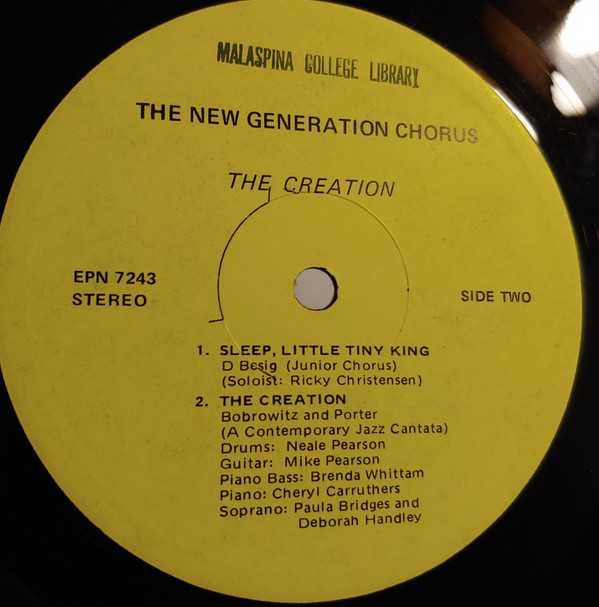 MALASPINA COLLEGE LIBRARY
THE NEW GENERATION CHORUS
THE CREATION
EPN 7243
STEREO
SIDE TWO
1. SLEEP, LITTLE TINY KING
D Besig (Junior Chorus)
(Soloist: Ricky Christensen)
2. THE CREATION
Bobrowitz and Porter
(A Contemporary Jazz Cantata)
Drums: Neale Pearson
Guitar: Mike Pearson
Piano Bass: Brenda Whittam
Piano: Cheryl Carruthers
Soprano: Paula Bridges and
Deborah Handley